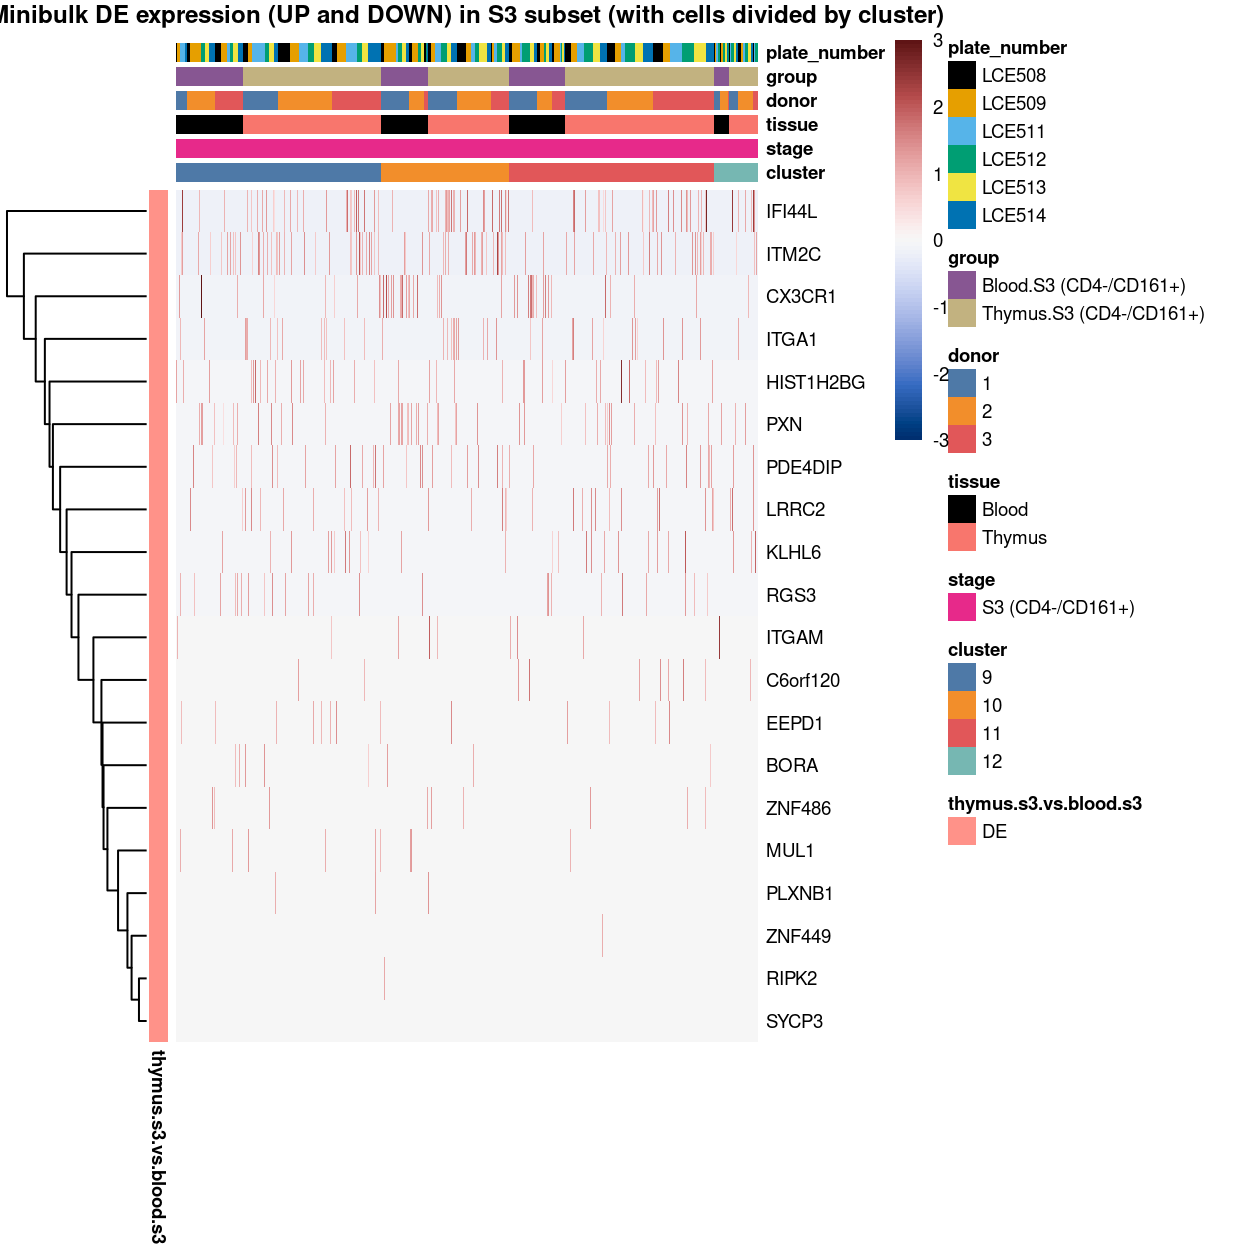 Minibulk DE expression (UP and DOWN) in S3 subset (with cells divided by cluster)
plate_number
group
donor
tissue
stage
cluster
IFI44L
ITM2C
CX3CR1
ITGA1
HIST1H2BG
PXN
PDE4DIP
LRRC2
KLHL6
RGS3
ITGAM
C6orf120
EEPD1
BORA
ZNF486
MUL1
PLXNB1
ZNF449
RIPK2
SYCP3
thymus.s3.vs.blood.s3
3
2
1
0
-1
-2
-3
plate_number
LCE508
LCE509
LCE511
LCE512
LCE513
LCE514
group
Blood.S3 (CD4-/CD161+)
Thymus.S3 (CD4-/CD161+)
donor
1
2
3
tissue
Blood
Thymus
stage
S3 (CD4-/CD161+)
cluster
9
10
11
12
thymus.s3.vs.blood.s3
DE